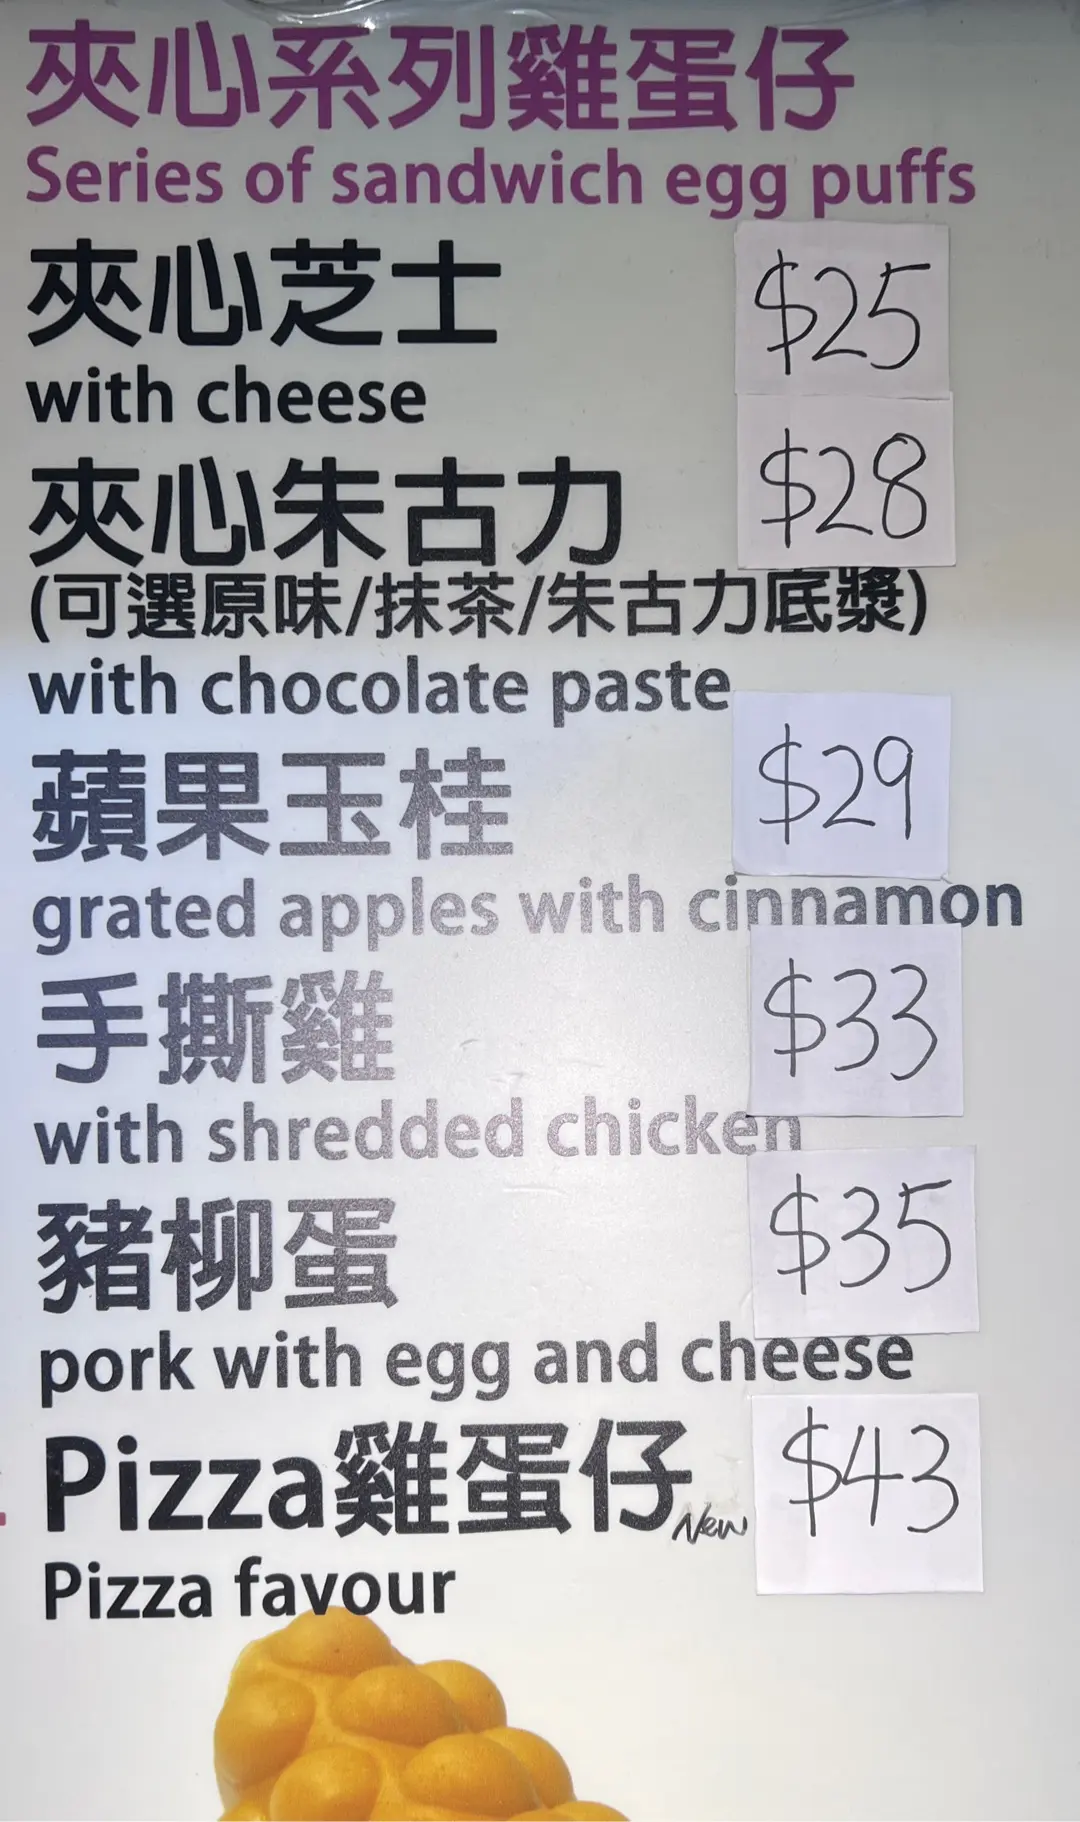 夾心系列雞蛋仔
Series of sandwich egg puffs
夾心芝士
$25
with cheese
夾心朱古力
$28
(可選原味/抹茶/朱古力底漿)
with chocolate paste
蘋果玉桂
$29
grated apples with cinnamon
手撕雞
$33
with shredded chicken
豬柳蛋
$35
pork with egg and cheese
Pizza雞蛋仔 New
$43
Pizza favour